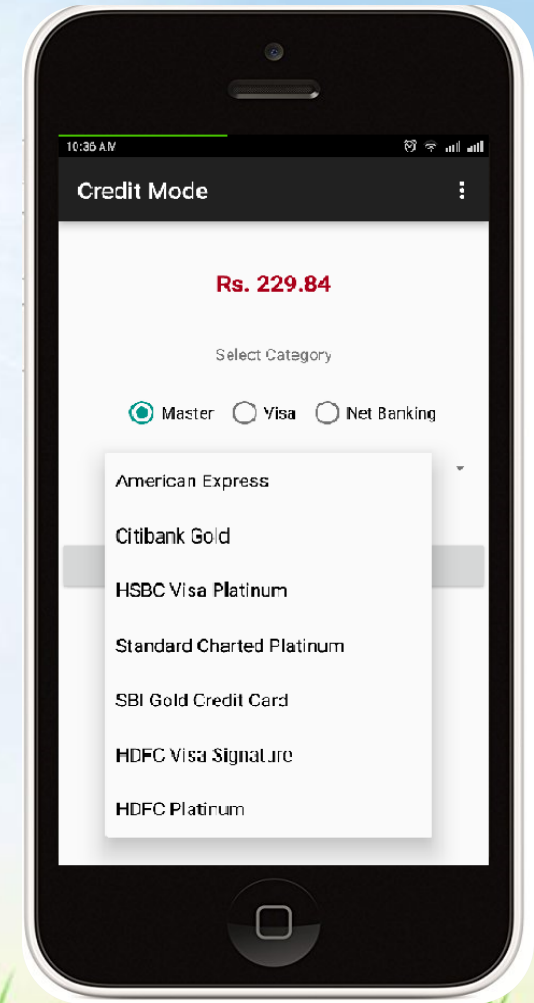 10:36 AM
Credit Mode
Rs. 229.84
Select Category
Master Visa Net Banking
American Express
Citibank Gold
HSBC Visa Platinum
Standard Charted Platinum
SBI Gold Credit Card
HDFC Visa Signature
HDFC Platinum